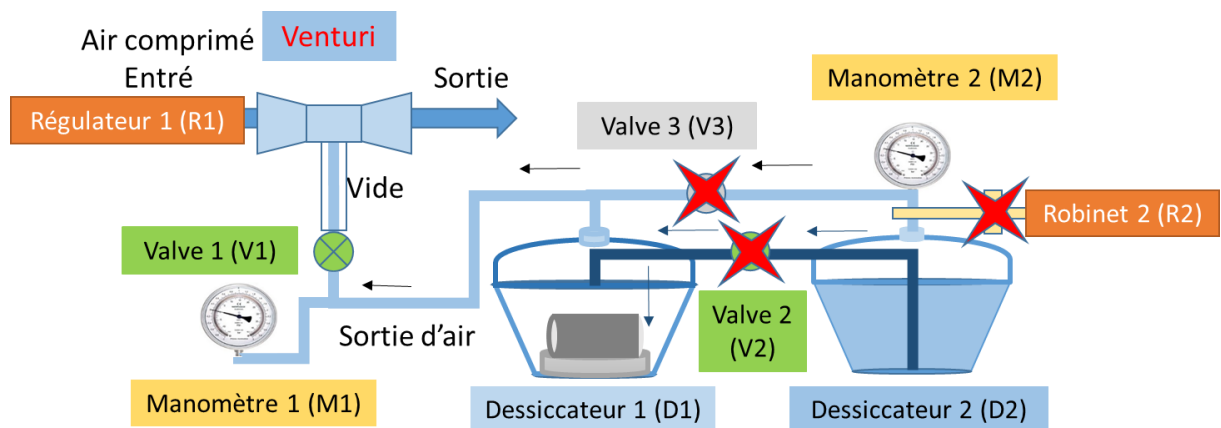 Air comprimé
Entré
Venturi
Sortie
Régulateur 1 (R1)
Vide
Valve 1 (V1)
Manomètre 1 (M1)
Sortie d’air
Valve 3 (V3)
Manomètre 2 (M2)
Robinet 2 (R2)
Valve 2
(V2)
Dessiccateur 1 (D1)
Dessiccateur 2 (D2)